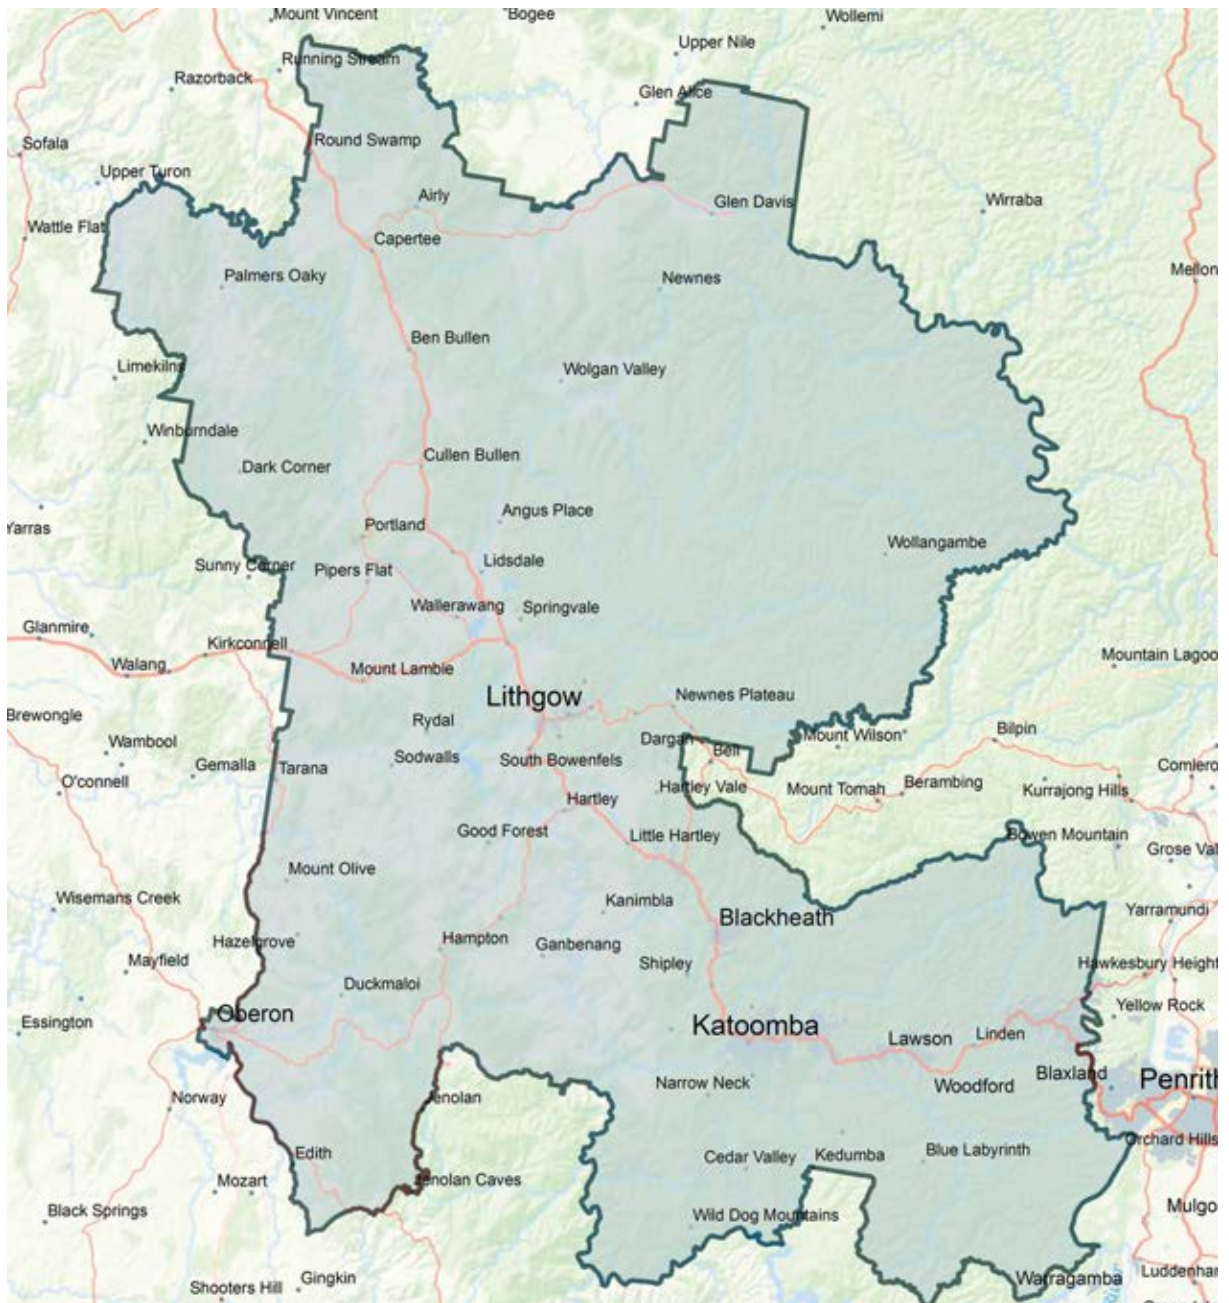 Mount Vincent
Bogee
Wollemi
Upper Nile
Running Stream
Razorback
Glen Alice
Sofala
Round Swamp
Upper Turon
Airly
Glen Davis
Wirraba
Wattle Flat
Capertee
Palmers Oaky
Newnes
Mellon
Ben Bullen
Limekilns
Wolgan Valley
Winburndale
Cullen Bullen
Dark Corner
Angus Place
Yarras
Portland
Wollangambe
Sunny Corner
Pipers Flat
Lidsdale
Wallerawang
Springvale
Glanmire
Kirkconnell
Walang
Mount Lambie
Mountain Lagoo
Lithgow
Newnes Plateau
Brewongle
Rydal
Wambool
Dargan
Bell
Mount Wilson
Bilpin
Gemalla
Tarana
Sodwalls
South Bowenfels
Comlero
O'connell
Hartley Vale
Mount Tomah
Berambing
Kurrajong Hills
Hartley
Good Forest
Little Hartley
Bowen Mountain
Grose Val
Mount Olive
Wisemans Creek
Kanimbla
Blackheath
Yarramundi
Hazelgrove
Hampton
Ganbenang
Mayfield
Shipley
Hawkesbury Height
Duckmaloi
Yellow Rock
Essington
Oberon
Katoomba
Lawson
Linden
Narrow Neck
Woodford
Blaxland
Penrith
Norway
Jenolan
Orchard Hills
Edith
Cedar Valley
Kedumba
Blue Labyrinth
Mozart
Jenolan Caves
Black Springs
Wild Dog Mountains
Mulgo
Shooters Hill
Gingkin
Warragamba
Luddenhar